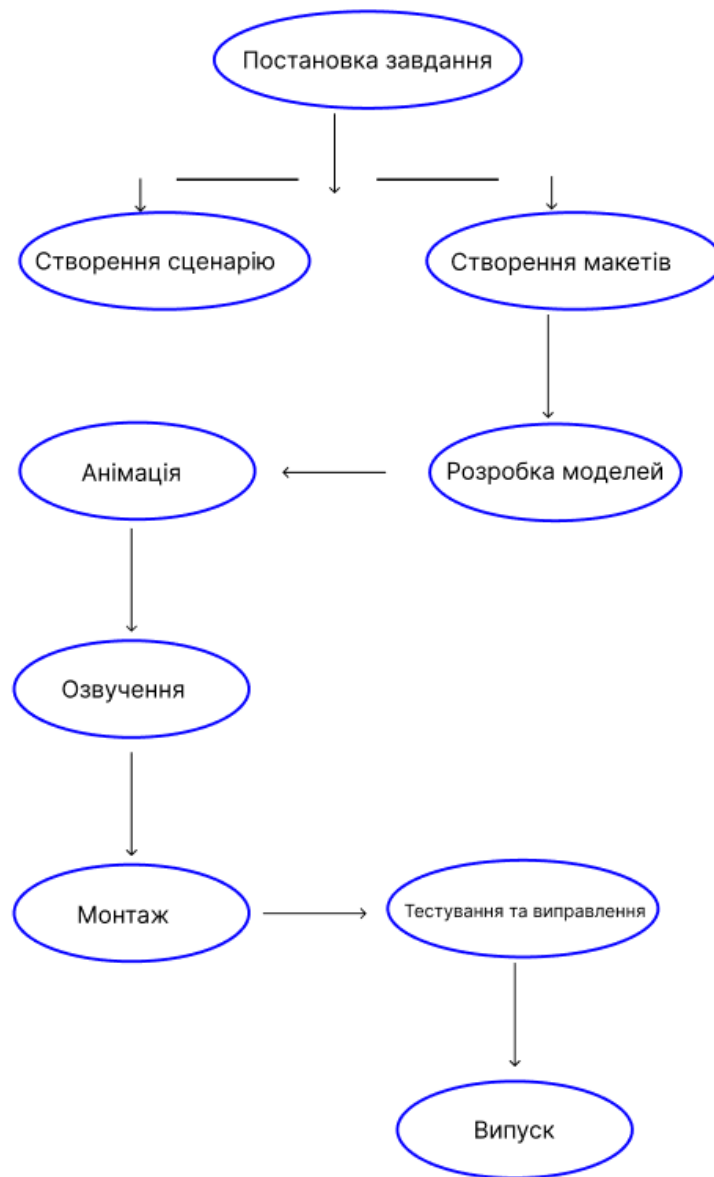 Постановка завдання
Створення сценарію
Створення макетів
Анімація
Розробка моделей
Озвучення
Монтаж
Тестування та виправлення
Випуск